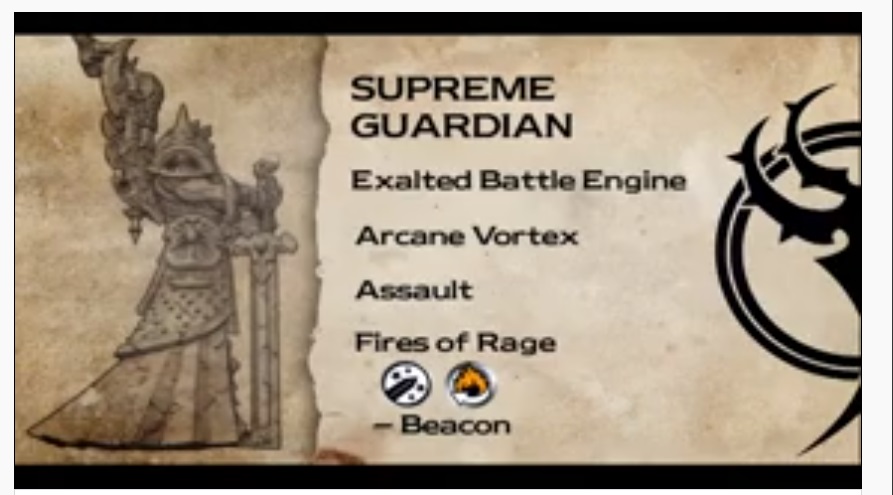 SUPREME
GUARDIAN
Exalted Battle Engine
Arcane Vortex
Assault
Fires of Rage
– Beacon